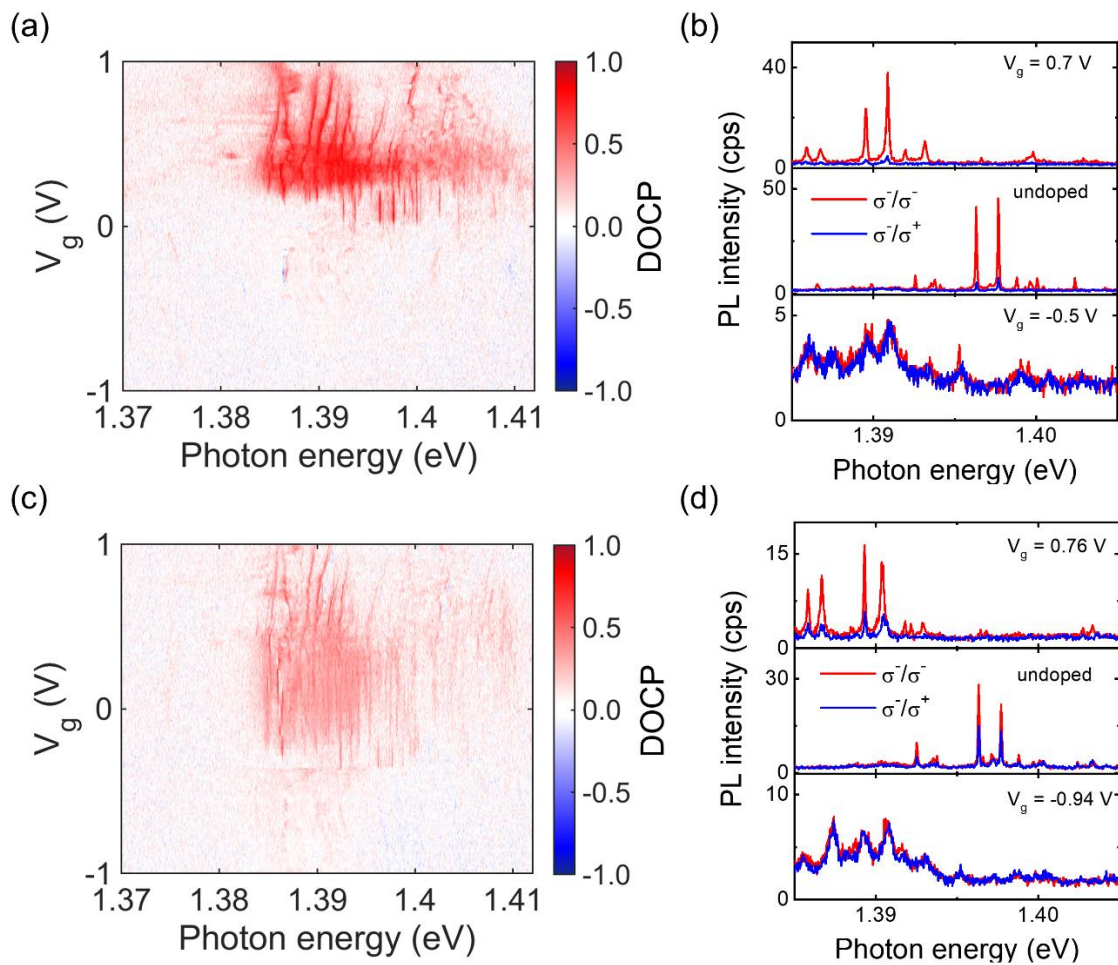 (a)
1
0
-1
V_g (V)
1.37 1.38 1.39 1.4 1.41
Photon energy (eV)
1.0
0.5
0.0
-0.5
-1.0
DOCP
(b)
40
0
V_g = 0.7 V
50
0
undoped
σ⁻/σ⁻
σ⁻/σ⁺
5
0
V_g = -0.5 V
PL intensity (cps)
1.39 1.40
Photon energy (eV)
(c)
1
0
-1
V_g (V)
1.37 1.38 1.39 1.4 1.41
Photon energy (eV)
1.0
0.5
0.0
-0.5
-1.0
DOCP
(d)
15
0
V_g = 0.76 V
30
0
undoped
σ⁻/σ⁻
σ⁻/σ⁺
10
0
V_g = -0.94 V
PL intensity (cps)
1.39 1.40
Photon energy (eV)